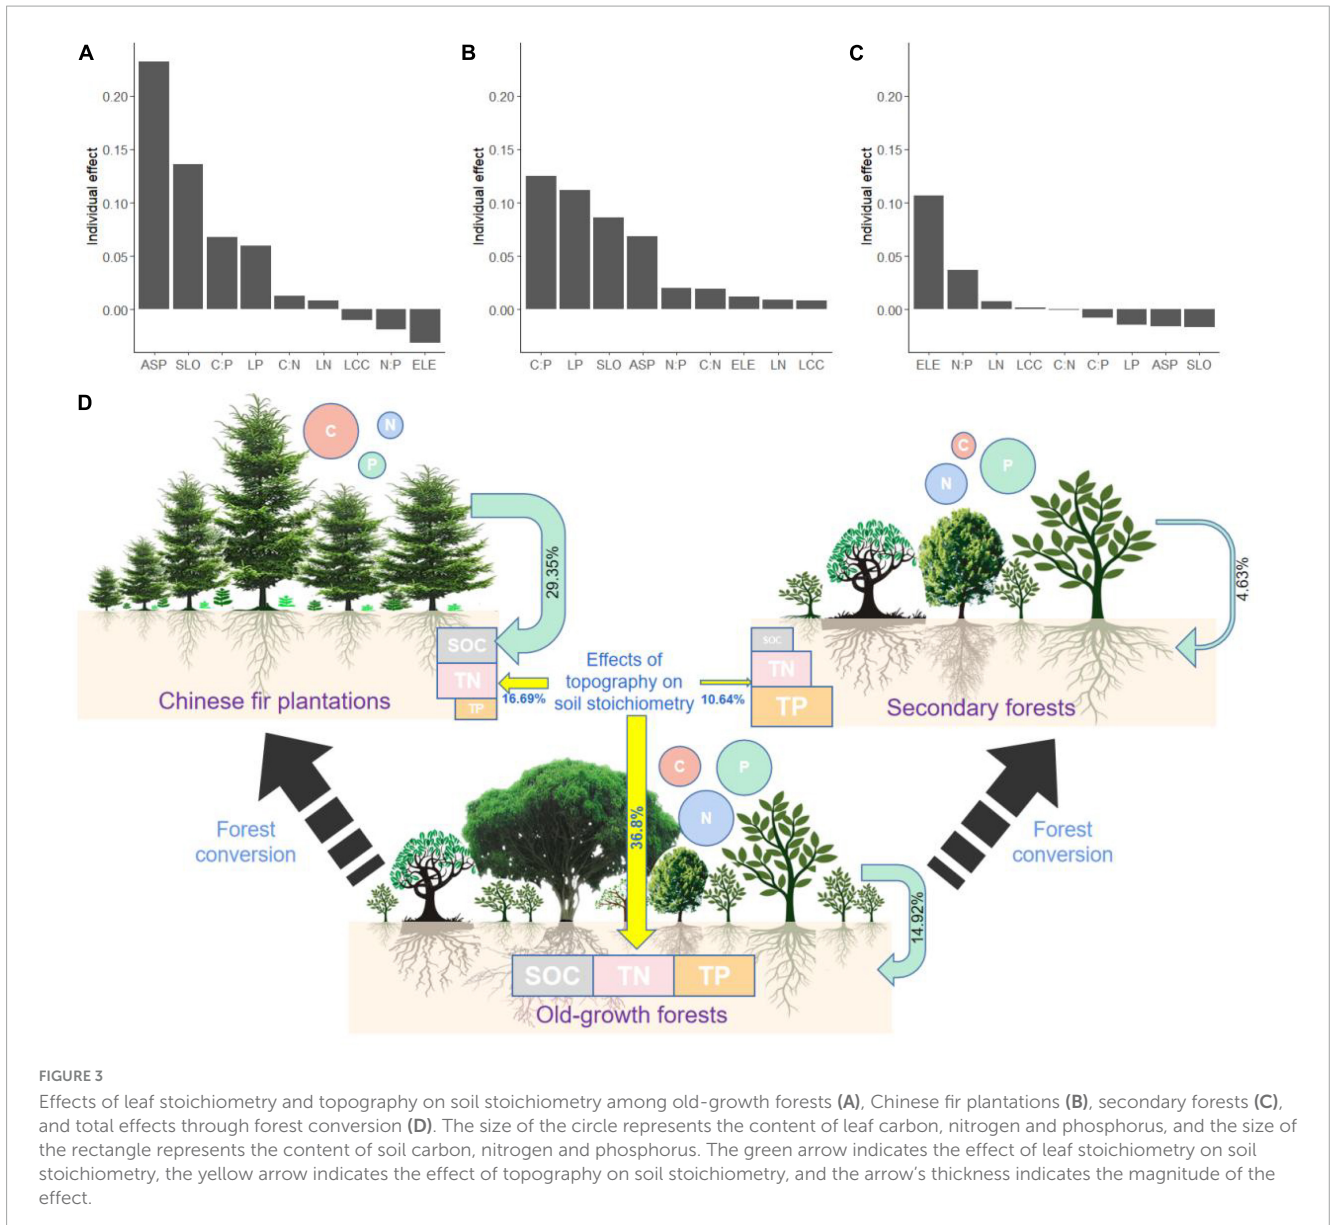 A
B
C
Individual effect
0.20
0.15
0.10
0.05
0.00
ASP SLO C:P LP C:N LN LCC N:P ELE
Individual effect
0.20
0.15
0.10
0.05
0.00
C:P LP SLO ASP N:P C:N ELE LN LCC
Individual effect
0.20
0.15
0.10
0.05
0.00
ELE N:P LN LCC C:N C:P LP ASP SLO
D
C
N
P
29.35%
SOC
TN
TP
Chinese fir plantations
Effects of
topography on
soil stoichiometry
16.69%
10.64%
36.8%
C
P
N
4.63%
SOC
TN
TP
Secondary forests
Forest
conversion
Forest
conversion
C
P
N
14.92%
SOC TN TP
Old-growth forests
FIGURE 3
Effects of leaf stoichiometry and topography on soil stoichiometry among old-growth forests (A), Chinese fir plantations (B), secondary forests (C),
and total effects through forest conversion (D). The size of the circle represents the content of leaf carbon, nitrogen and phosphorus, and the size of
the rectangle represents the content of soil carbon, nitrogen and phosphorus. The green arrow indicates the effect of leaf stoichiometry on soil
stoichiometry, the yellow arrow indicates the effect of topography on soil stoichiometry, and the arrow's thickness indicates the magnitude of the
effect.